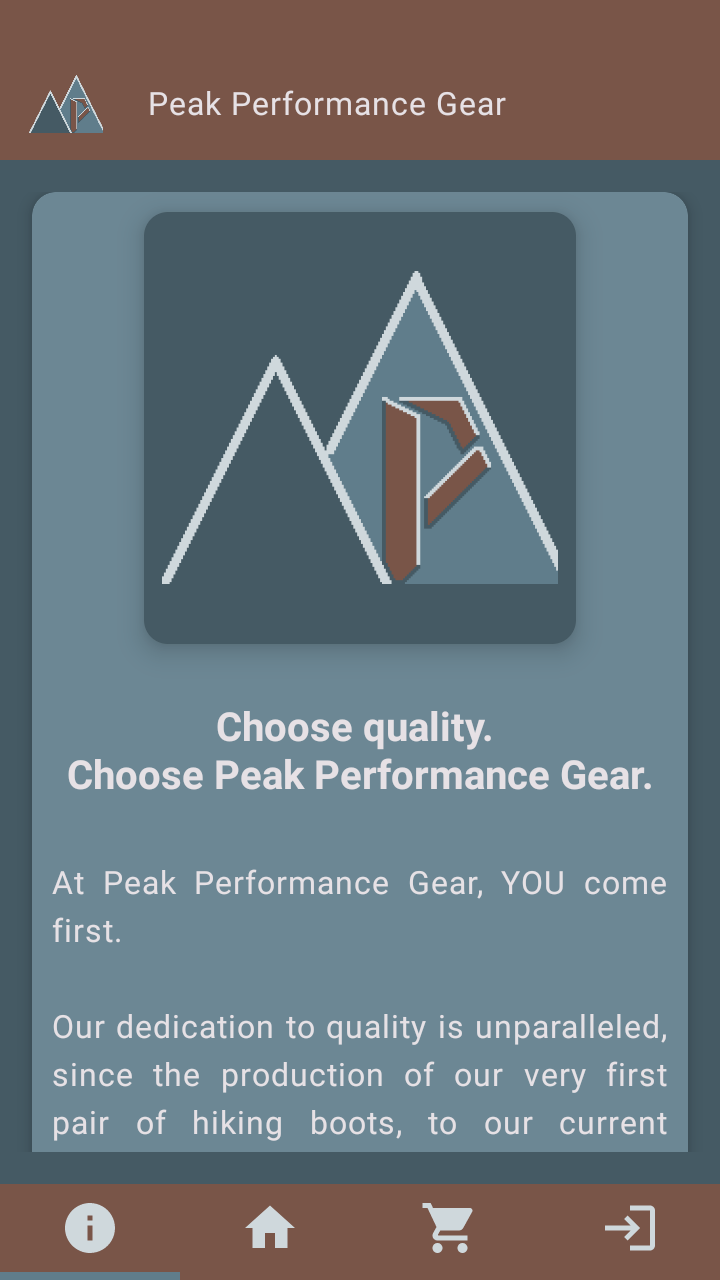 Peak Performance Gear
Choose quality.
Choose Peak Performance Gear.
At Peak Performance Gear, YOU come
first.
Our dedication to quality is unparalleled,
since the production of our very first
pair of hiking boots, to our current